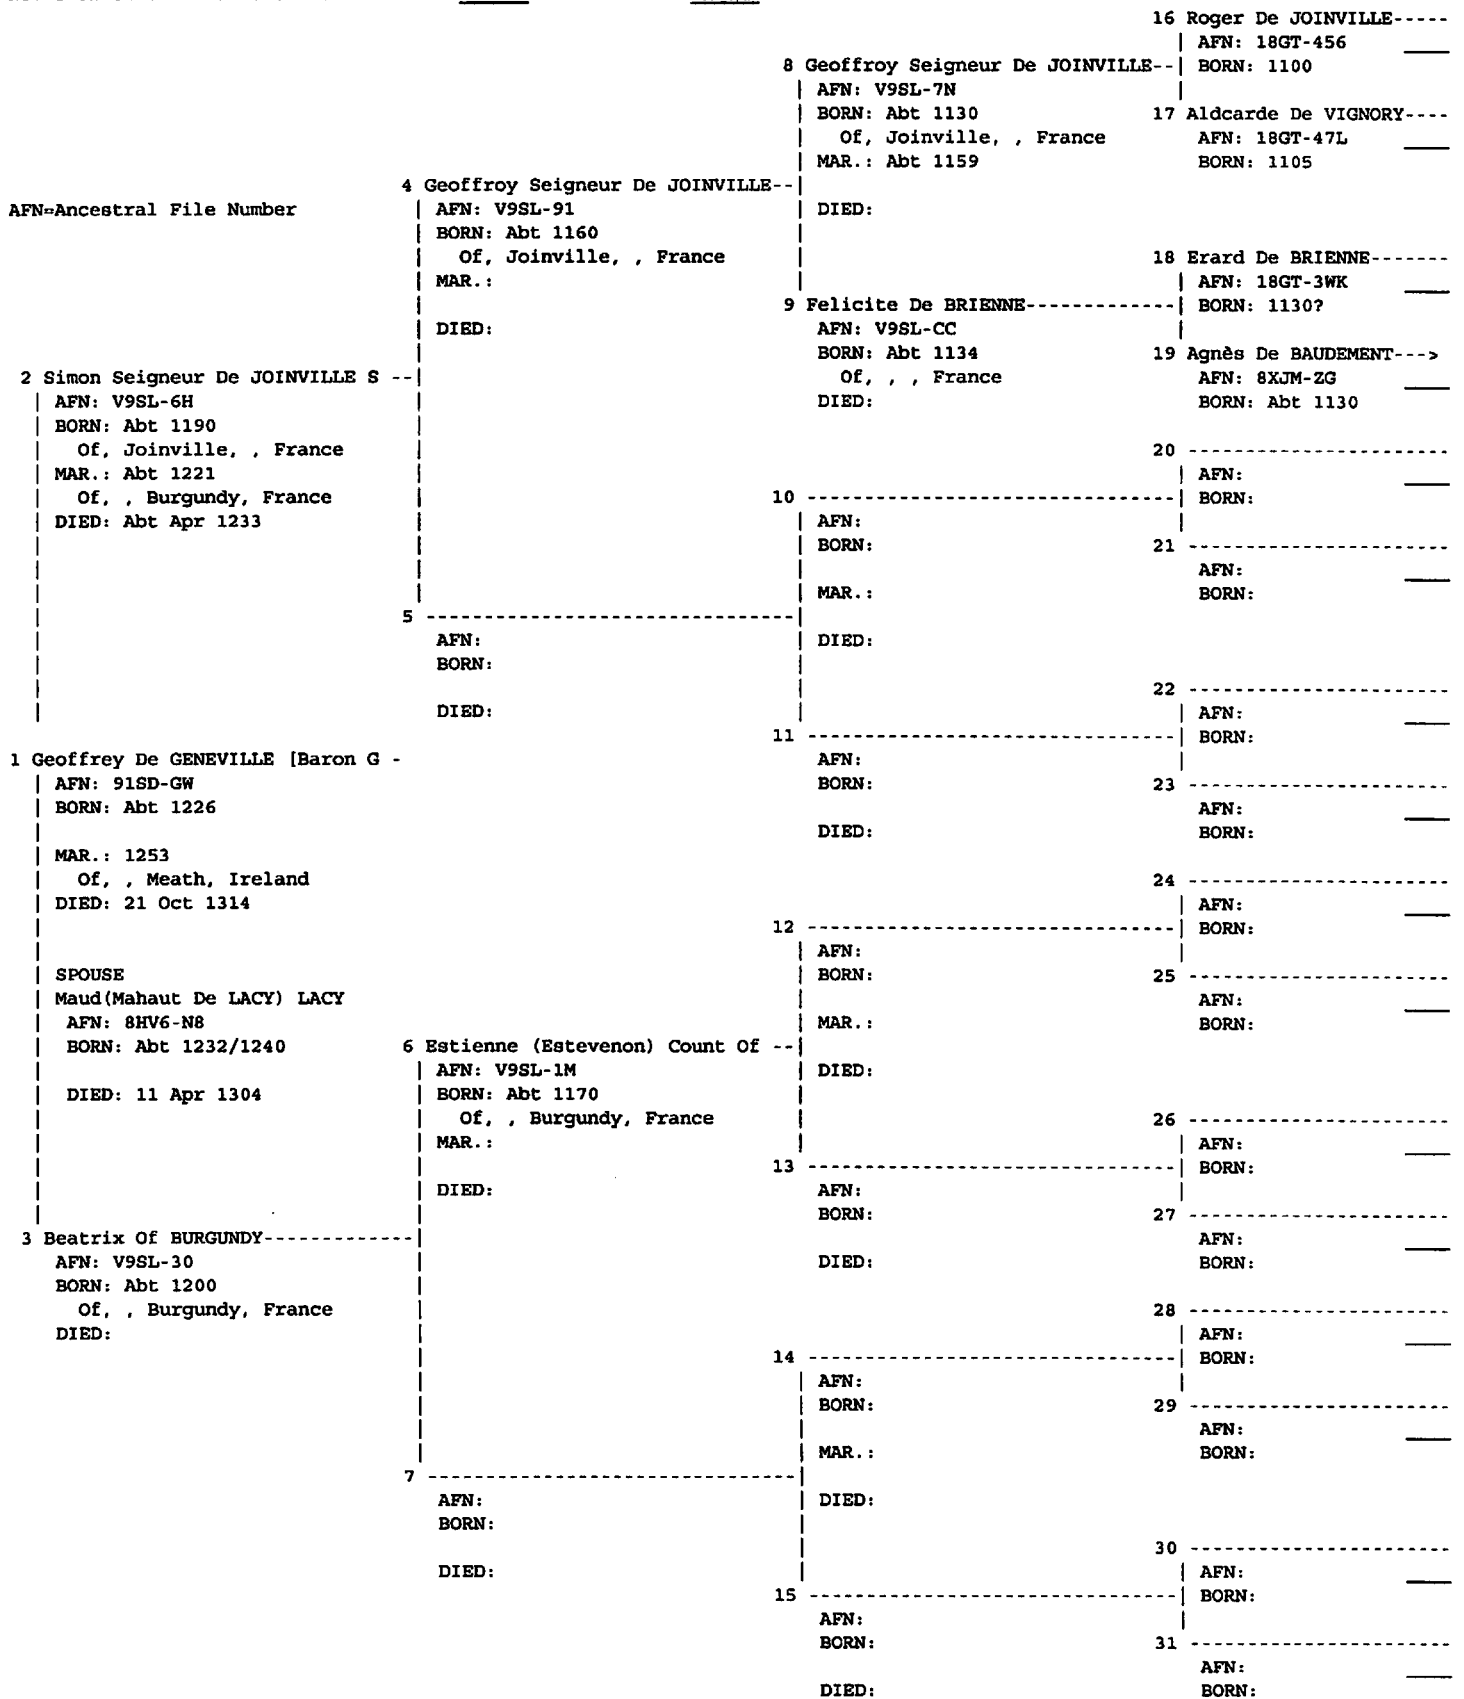 16 Roger De JOINVILLE-----
AFN: 18GT-456
BORN: 1100
8 Geoffroy Seigneur De JOINVILLE--
AFN: V9SL-7N
BORN: Abt 1130
Of, Joinville, , France
MAR.: Abt 1159
DIED:
17 Aldcarde De VIGNORY----
AFN: 18GT-47L
BORN: 1105
4 Geoffroy Seigneur De JOINVILLE--
AFN=Ancestral File Number
AFN: V9SL-91
BORN: Abt 1160
Of, Joinville, , France
MAR.:
DIED:
18 Erard De BRIENNE-------
AFN: 18GT-3WK
BORN: 1130?
9 Felicite De BRIENNE-------------
AFN: V9SL-CC
BORN: Abt 1134
Of, , , France
DIED:
19 Agnès De BAUDEMENT--->
AFN: 8XJM-ZG
BORN: Abt 1130
2 Simon Seigneur De JOINVILLE S --
AFN: V9SL-6H
BORN: Abt 1190
Of, Joinville, , France
MAR.: Abt 1221
Of, , Burgundy, France
DIED: Abt Apr 1233
20 -----------------------
AFN:
BORN:
10 -------------------------------
AFN:
BORN:
MAR.:
DIED:
21 -----------------------
AFN:
BORN:
5 -------------------------------
AFN:
BORN:
DIED:
22 -----------------------
AFN:
BORN:
11 -------------------------------
AFN:
BORN:
DIED:
23 -----------------------
AFN:
BORN:
1 Geoffrey De GENEVILLE [Baron G -
AFN: 91SD-GW
BORN: Abt 1226
MAR.: 1253
Of, , Meath, Ireland
DIED: 21 Oct 1314
SPOUSE
Maud(Mahaut De LACY) LACY
AFN: 8HV6-N8
BORN: Abt 1232/1240
DIED: 11 Apr 1304
24 -----------------------
AFN:
BORN:
12 -------------------------------
AFN:
BORN:
MAR.:
DIED:
25 -----------------------
AFN:
BORN:
6 Estienne (Estevenon) Count Of --
AFN: V9SL-1M
BORN: Abt 1170
Of, , Burgundy, France
MAR.:
DIED:
26 -----------------------
AFN:
BORN:
13 -------------------------------
AFN:
BORN:
DIED:
27 -----------------------
AFN:
BORN:
3 Beatrix Of BURGUNDY-------------
AFN: V9SL-30
BORN: Abt 1200
Of, , Burgundy, France
DIED:
28 -----------------------
AFN:
BORN:
14 -------------------------------
AFN:
BORN:
MAR.:
DIED:
29 -----------------------
AFN:
BORN:
7 -------------------------------
AFN:
BORN:
DIED:
30 -----------------------
AFN:
BORN:
15 -------------------------------
AFN:
BORN:
DIED:
31 -----------------------
AFN:
BORN: